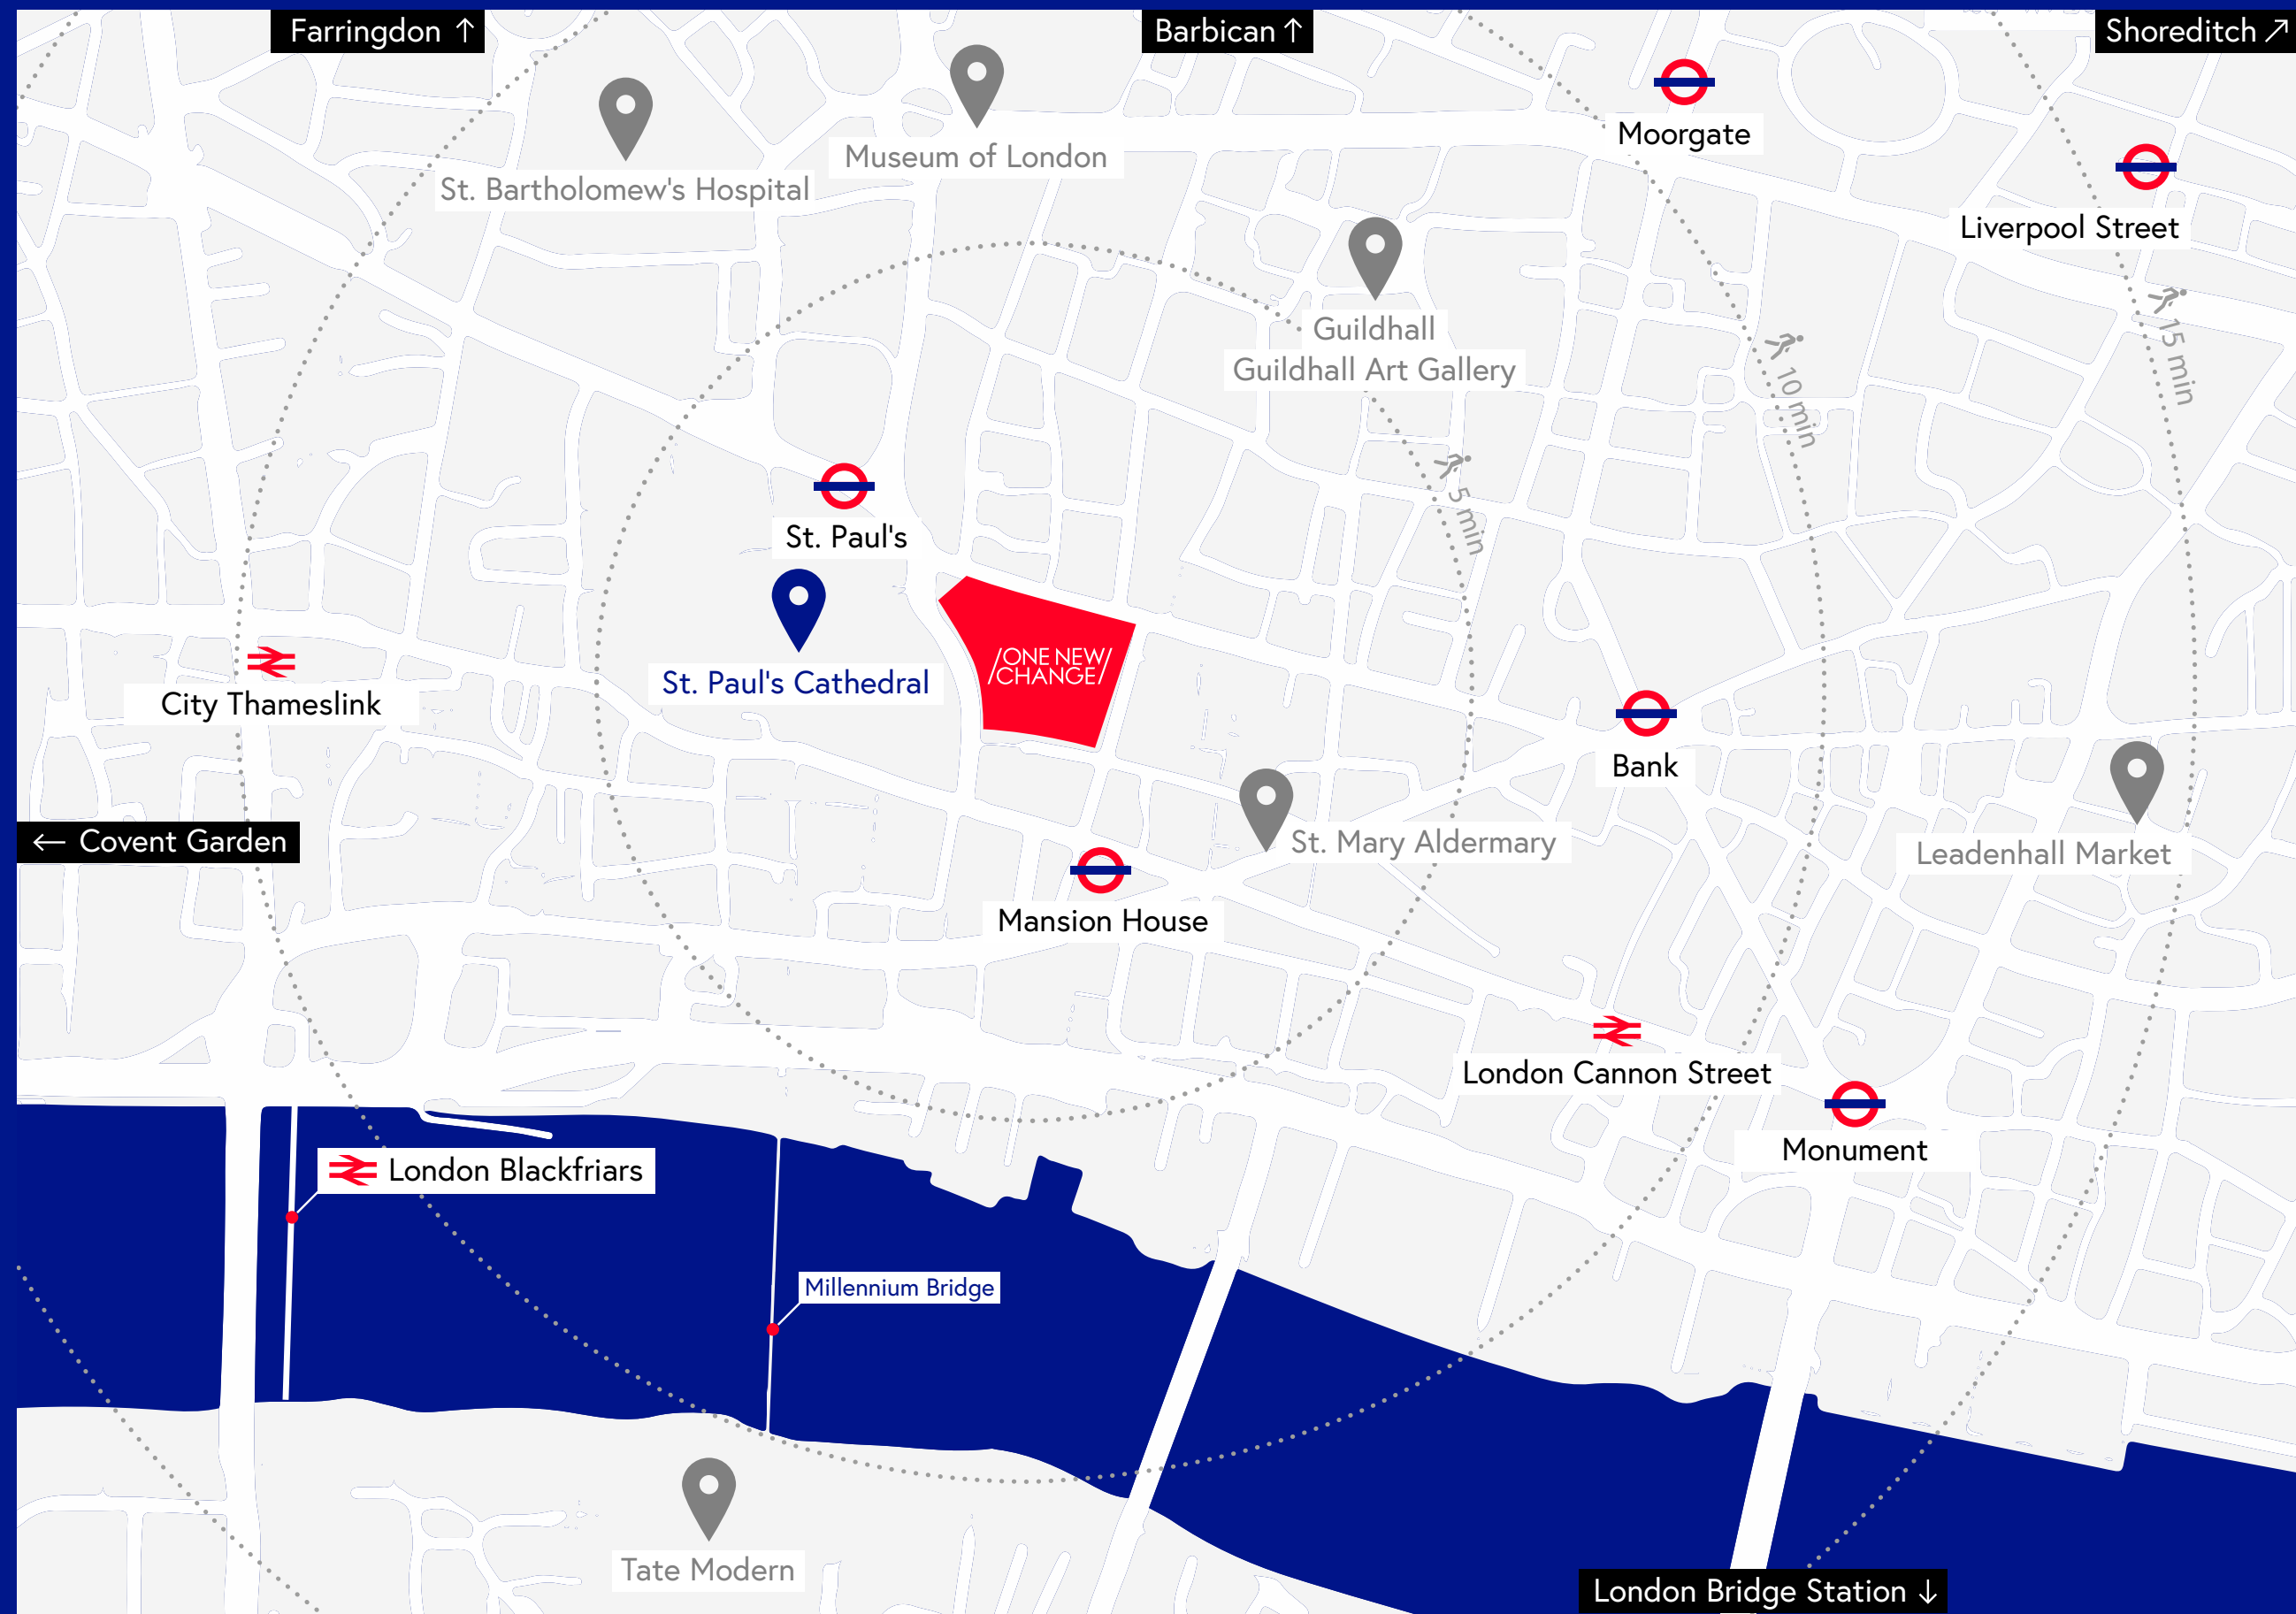 Farringdon ↑
Barbican ↑
Shoreditch ↗
Moorgate
Museum of London
St. Bartholomew's Hospital
Liverpool Street
Guildhall
Guildhall Art Gallery
15 min
10 min
5 min
St. Paul's
St. Paul's Cathedral
/ONE NEW/
/CHANGE/
City Thameslink
Bank
← Covent Garden
St. Mary Aldermary
Leadenhall Market
Mansion House
London Cannon Street
Monument
London Blackfriars
Millennium Bridge
Tate Modern
London Bridge Station ↓